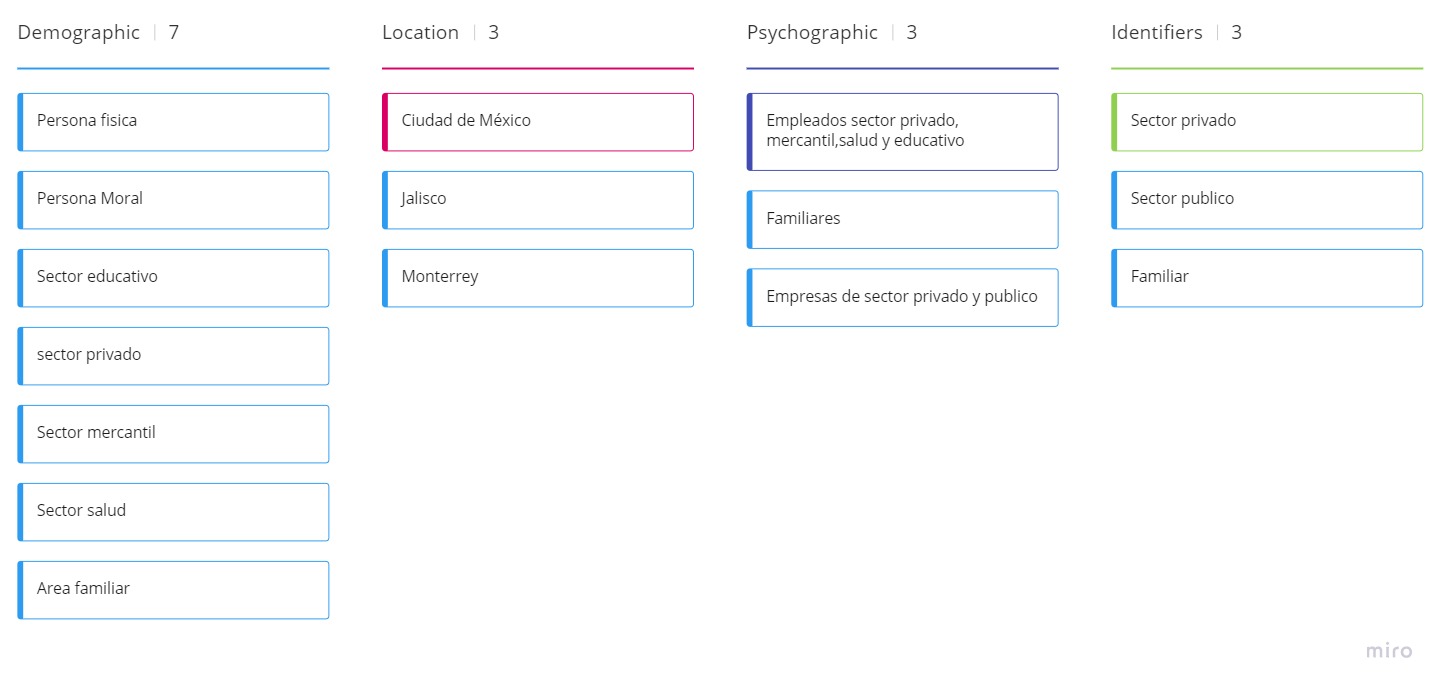 Demographic | 7
Persona fisica
Persona Moral
Sector educativo
sector privado
Sector mercantil
Sector salud
Area familiar
Location | 3
Ciudad de México
Jalisco
Monterrey
Psychographic | 3
Empleados sector privado,
mercantil,salud y educativo
Familiares
Empresas de sector privado y publico
Identifiers | 3
Sector privado
Sector publico
Familiar
miro